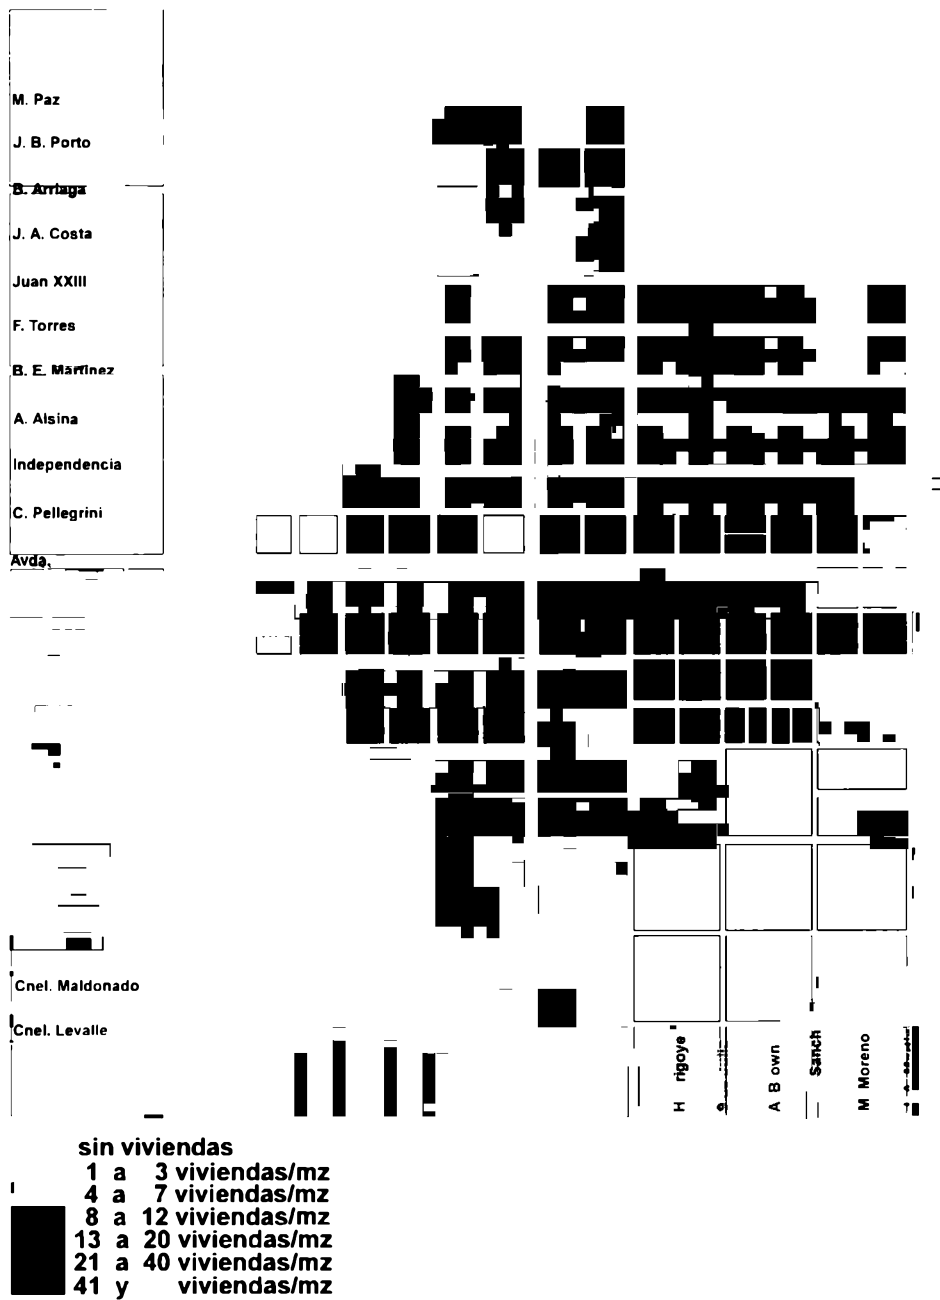 M. Paz
J. B. Porto
B. Arriaga
J. A. Costa
Juan XXIII
F. Torres
B. E. Martínez
A. Alsina
Independencia
C. Pellegrini
Avda.
Cnel. Maldonado
Cnel. Levalle
H rigoye
A B own
Sanch
M Moreno
sin viviendas
1 a 3 viviendas/mz
4 a 7 viviendas/mz
8 a 12 viviendas/mz
13 a 20 viviendas/mz
21 a 40 viviendas/mz
41 y viviendas/mz